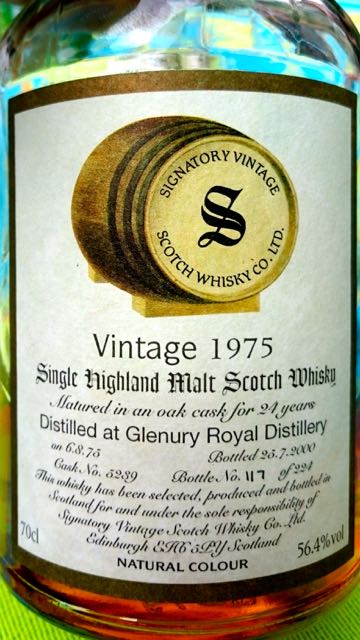 SIGNATORY VINTAGE
S
SCOTCH WHISKY CO. LTD.
Vintage 1975
Single Highland Malt Scotch Whisky
Matured in an oak cask for 24 years
Distilled at Glenury Royal Distillery
on 6.8.75 Bottled 25.7.2000
Cask No. 5239 Bottle No. 117 of 224
This whisky has been selected, produced and bottled in
Scotland for and under the sole responsibility of
Signatory Vintage Scotch Whisky Co. Ltd.
Edinburgh EH6 5PY Scotland
70cl 56.4%vol
NATURAL COLOUR